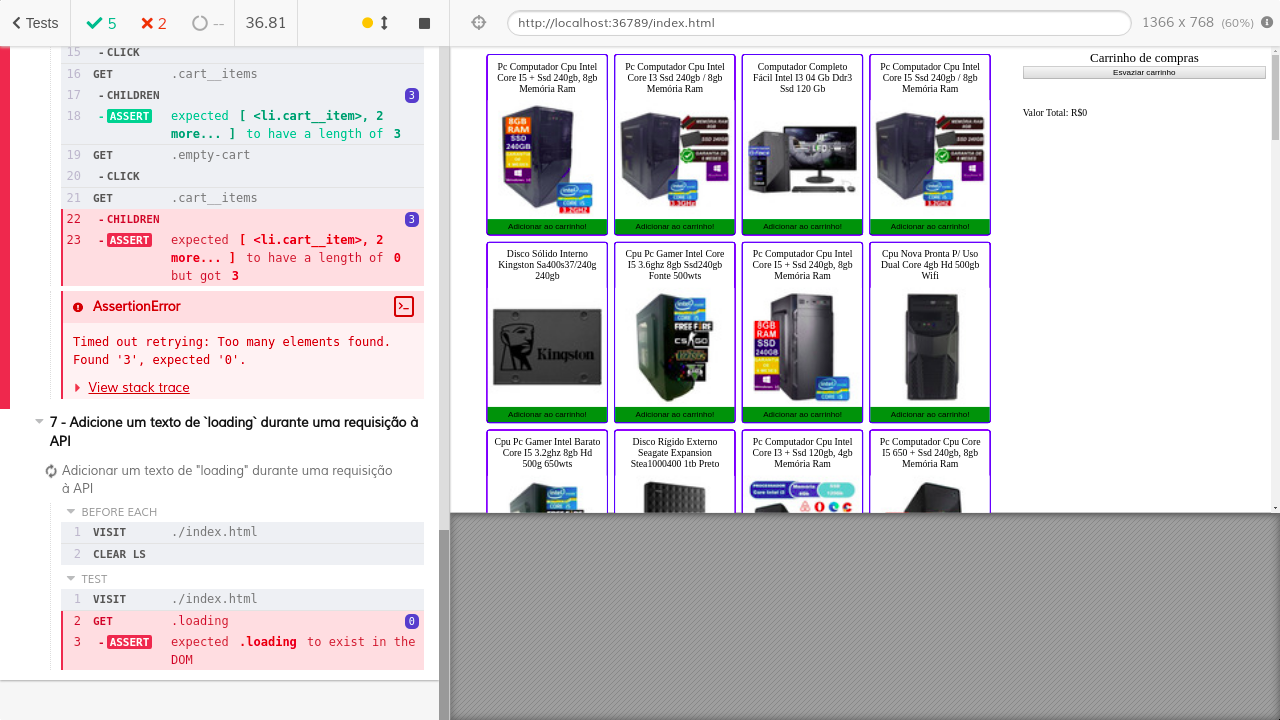 Tests
5
2
--
36.81
http://localhost:36789/index.html
1366 x 768 (60%)
15 - CLICK
16 GET .cart__items
17 - CHILDREN 3
18 - ASSERT expected [ <li.cart__item>, 2
more... ] to have a length of 3
19 GET .empty-cart
20 - CLICK
21 GET .cart__items
22 - CHILDREN 3
23 - ASSERT expected [ <li.cart__item>, 2
more... ] to have a length of 0
but got 3
AssertionError
Timed out retrying: Too many elements found.
Found '3', expected '0'.
View stack trace
7 - Adicione um texto de `loading` durante uma requisição à
API
Adicionar um texto de "loading" durante uma requisição
à API
BEFORE EACH
1 VISIT ./index.html
2 CLEAR LS
TEST
1 VISIT ./index.html
2 GET .loading 0
3 - ASSERT expected .loading to exist in the
DOM
Pc Computador Cpu Intel
Core I5 + Ssd 240gb, 8gb
Memória Ram
8GB
RAM
SSD
240GB
Adicionar ao carrinho!
Pc Computador Cpu Intel
Core I3 Ssd 240gb / 8gb
Memória Ram
Adicionar ao carrinho!
Computador Completo
Fácil Intel I3 04 Gb Ddr3
Ssd 120 Gb
Adicionar ao carrinho!
Pc Computador Cpu Intel
Core I5 Ssd 240gb / 8gb
Memória Ram
Adicionar ao carrinho!
Disco Sólido Interno
Kingston Sa400s37/240g
240gb
Kingston
Adicionar ao carrinho!
Cpu Pc Gamer Intel Core
I5 3.6ghz 8gb Ssd240gb
Fonte 500wts
FREE FIRE
CS:GO
Adicionar ao carrinho!
Pc Computador Cpu Intel
Core I5 + Ssd 240gb, 8gb
Memória Ram
8GB
RAM
SSD
240GB
Adicionar ao carrinho!
Cpu Nova Pronta P/ Uso
Dual Core 4gb Hd 500gb
Wifi
Adicionar ao carrinho!
Cpu Pc Gamer Intel Barato
Core I5 3.2ghz 8gb Hd
500g 650wts
Disco Rígido Externo
Seagate Expansion
Stea1000400 1tb Preto
Pc Computador Cpu Intel
Core I3 + Ssd 120gb, 4gb
Memória Ram
Pc Computador Cpu Core
I5 650 + Ssd 240gb, 8gb
Memória Ram
Carrinho de compras
Esvaziar carrinho
Valor Total: R$0